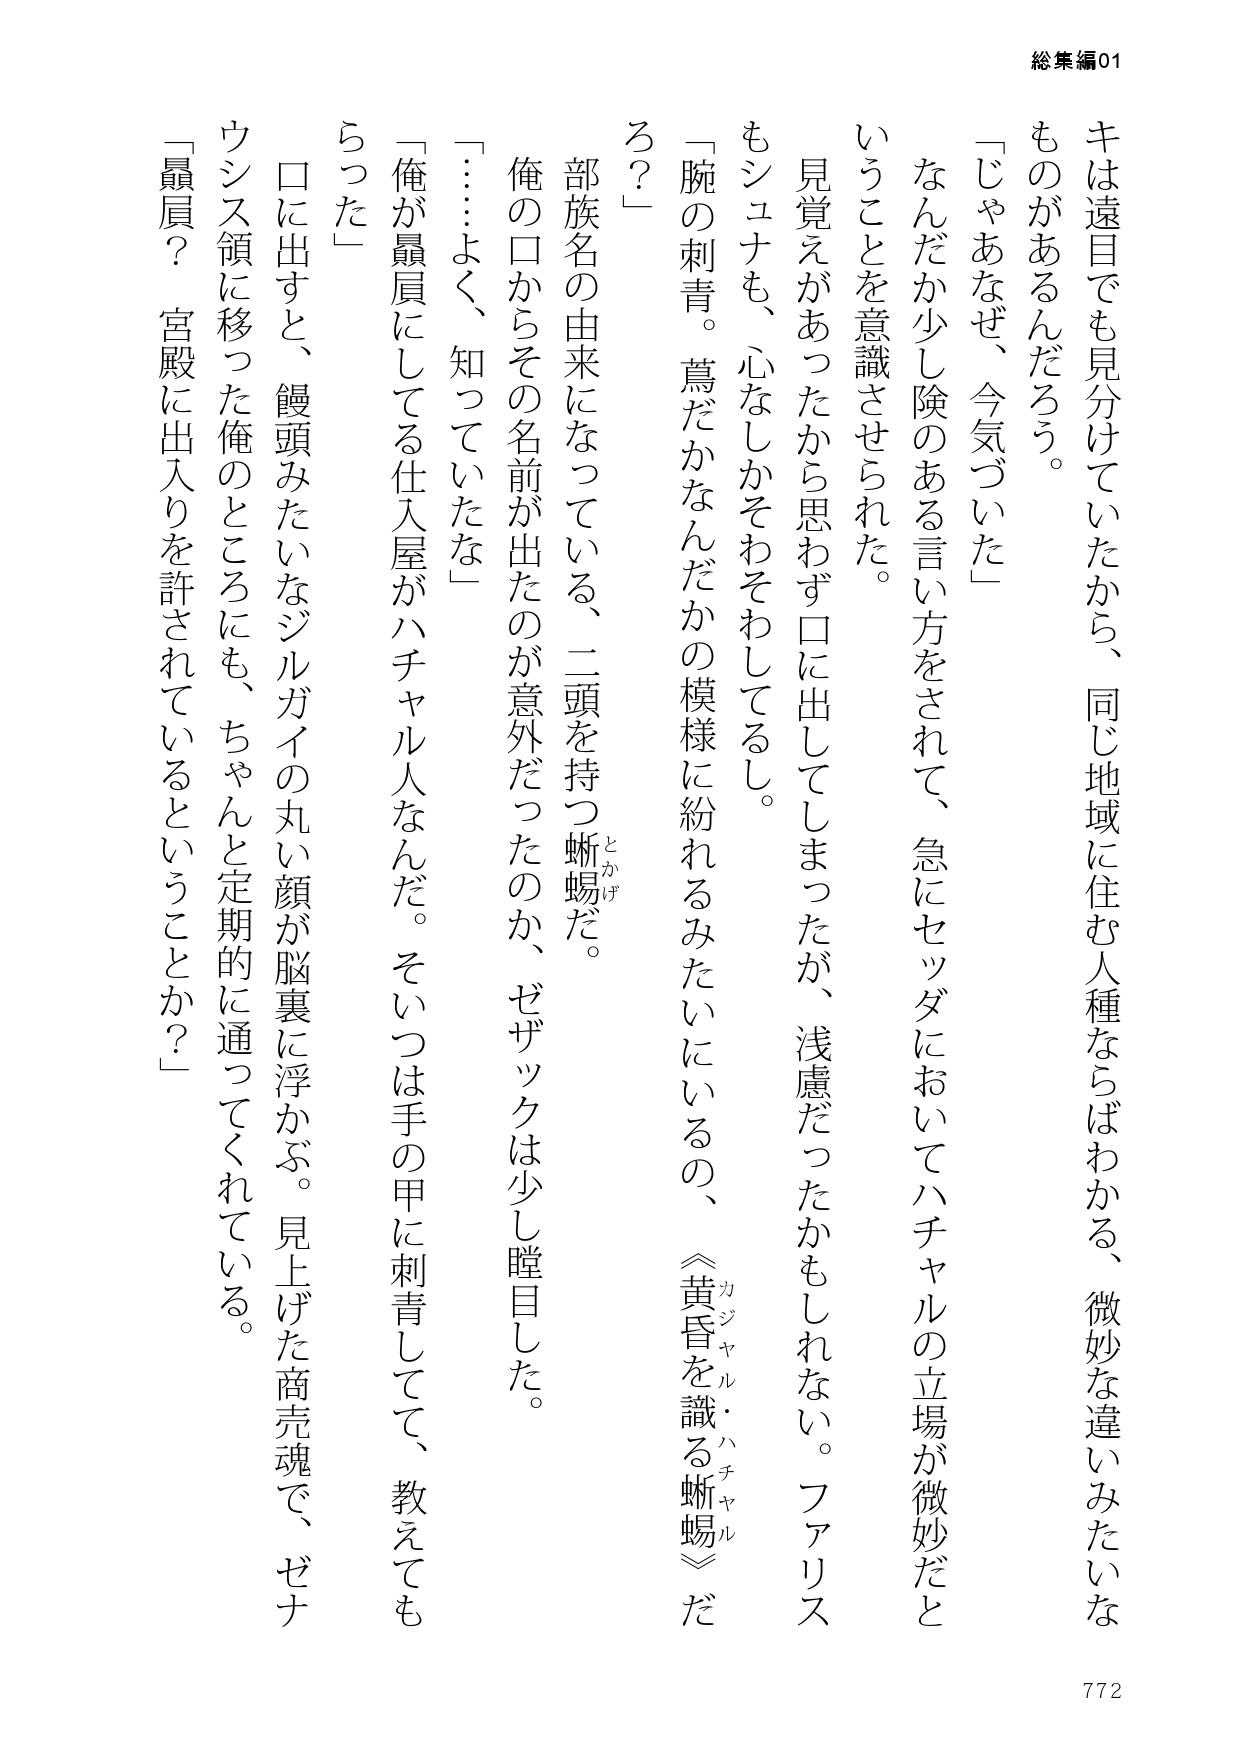 総集編01
キは遠目でも見分けていたから、同じ地域に住む人種ならばわかる、微妙な違いみたいな
ものがあるんだろう。
「じゃあなぜ、今気づいた」
なんだか少し険のある言い方をされて、急にセッダにおいてハチャルの立場が微妙だと
いうことを意識させられた。
見覚えがあったから思わず口に出してしまったが、浅慮だったかもしれない。ファリス
もシュナも、心なしかそわそわしてるし。
「腕の刺青。蔦だかなんだかの模様に紛れるみたいにいるの、《黄昏を識る蜥蜴》だ
カジャル・ハチャル
ろ？」
部族名の由来になっている、二頭を持つ蜥蜴だ。
とかげ
俺の口からその名前が出たのが意外だったのか、ゼザックは少し瞠目した。
「……よく、知っていたな」
「俺が贔屓にしてる仕入屋がハチャル人なんだ。そいつは手の甲に刺青してて、教えても
らった」
口に出すと、饅頭みたいなジルガイの丸い顔が脳裏に浮かぶ。見上げた商売魂で、ゼナ
ウシス領に移った俺のところにも、ちゃんと定期的に通ってくれている。
「贔屓？　宮殿に出入りを許されているということか？」
772